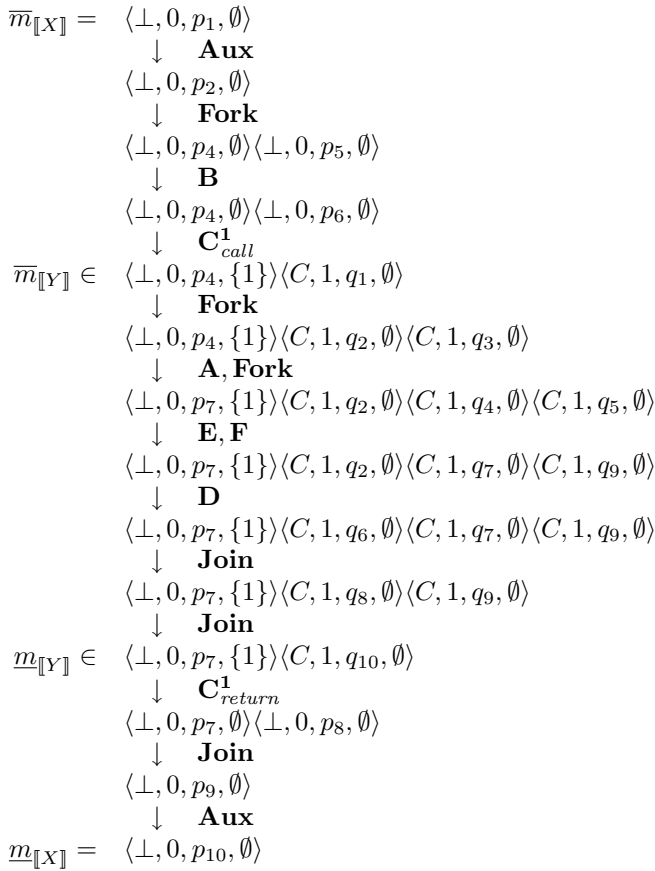 m̅⟦X⟧ = ⟨⊥, 0, p₁, ∅⟩
↓ Aux
⟨⊥, 0, p₂, ∅⟩
↓ Fork
⟨⊥, 0, p₄, ∅⟩⟨⊥, 0, p₅, ∅⟩
↓ B
⟨⊥, 0, p₄, ∅⟩⟨⊥, 0, p₆, ∅⟩
↓ C¹_call
m̅⟦Y⟧ ∈ ⟨⊥, 0, p₄, {1}⟩⟨C, 1, q₁, ∅⟩
↓ Fork
⟨⊥, 0, p₄, {1}⟩⟨C, 1, q₂, ∅⟩⟨C, 1, q₃, ∅⟩
↓ A, Fork
⟨⊥, 0, p₇, {1}⟩⟨C, 1, q₂, ∅⟩⟨C, 1, q₄, ∅⟩⟨C, 1, q₅, ∅⟩
↓ E, F
⟨⊥, 0, p₇, {1}⟩⟨C, 1, q₂, ∅⟩⟨C, 1, q₇, ∅⟩⟨C, 1, q₉, ∅⟩
↓ D
⟨⊥, 0, p₇, {1}⟩⟨C, 1, q₆, ∅⟩⟨C, 1, q₇, ∅⟩⟨C, 1, q₉, ∅⟩
↓ Join
⟨⊥, 0, p₇, {1}⟩⟨C, 1, q₈, ∅⟩⟨C, 1, q₉, ∅⟩
↓ Join
m̲⟦Y⟧ ∈ ⟨⊥, 0, p₇, {1}⟩⟨C, 1, q₁₀, ∅⟩
↓ C¹_return
⟨⊥, 0, p₇, ∅⟩⟨⊥, 0, p₈, ∅⟩
↓ Join
⟨⊥, 0, p₉, ∅⟩
↓ Aux
m̲⟦X⟧ = ⟨⊥, 0, p₁₀, ∅⟩